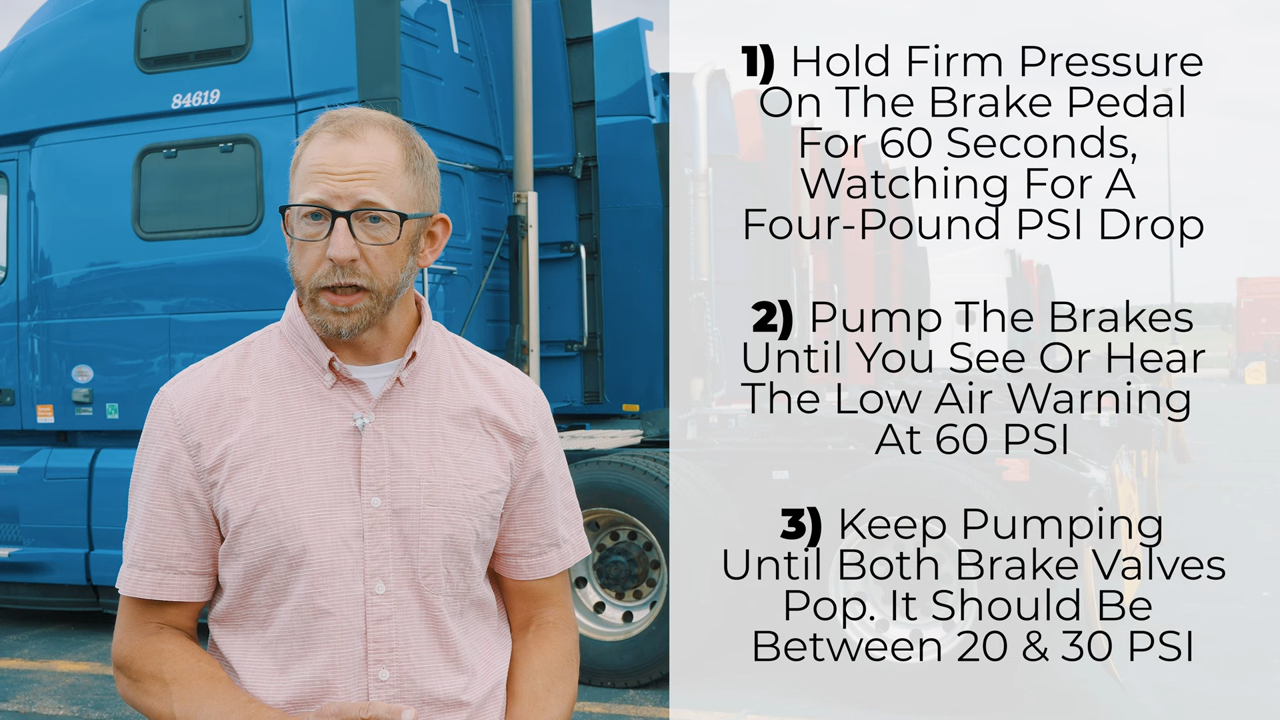 84619
1) Hold Firm Pressure
On The Brake Pedal
For 60 Seconds,
Watching For A
Four-Pound PSI Drop
2) Pump The Brakes
Until You See Or Hear
The Low Air Warning
At 60 PSI
3) Keep Pumping
Until Both Brake Valves
Pop. It Should Be
Between 20 & 30 PSI